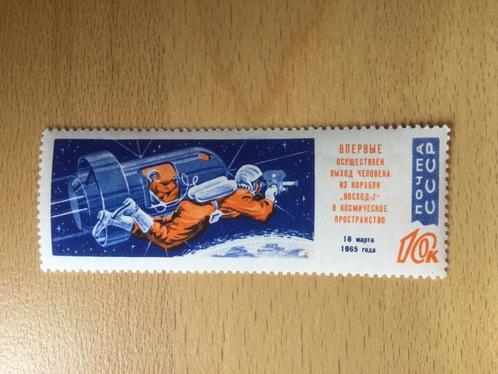 ВПЕРВЫЕ
ОСУЩЕСТВЛЕН
ВЫХОД ЧЕЛОВЕКА
ИЗ КОРАБЛЯ
„ВОСХОД-2"
В КОСМИЧЕСКОЕ
ПРОСТРАНСТВО
18 марта
1965 года
ПОЧТА
СССР
10к